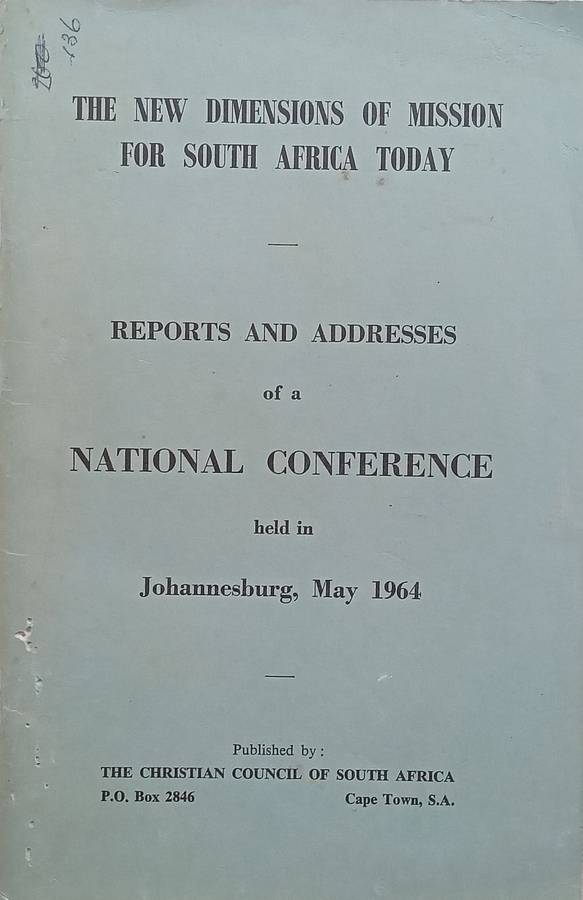 136
THE NEW DIMENSIONS OF MISSION
FOR SOUTH AFRICA TODAY
REPORTS AND ADDRESSES
of a
NATIONAL CONFERENCE
held in
Johannesburg, May 1964
Published by :
THE CHRISTIAN COUNCIL OF SOUTH AFRICA
P.O. Box 2846 Cape Town, S.A.